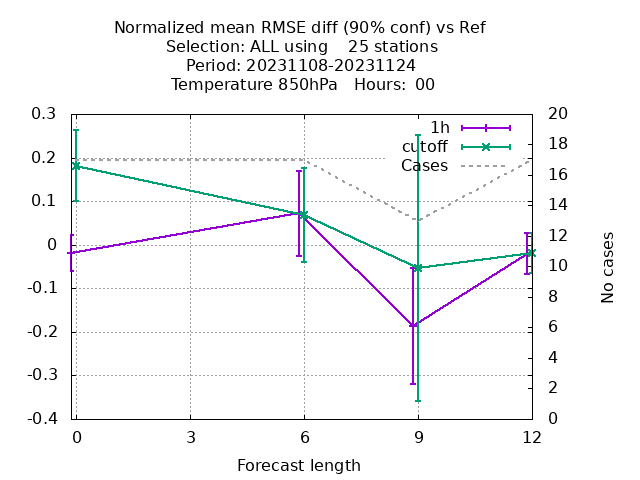 Normalized mean RMSE diff (90% conf) vs Ref
Selection: ALL using    25 stations
Period: 20231108-20231124
Temperature 850hPa   Hours:  00
1h
cutoff
Cases
0.3
0.2
0.1
0
-0.1
-0.2
-0.3
-0.4
20
18
16
14
12
10
8
6
4
2
0
No cases
0 3 6 9 12
Forecast length